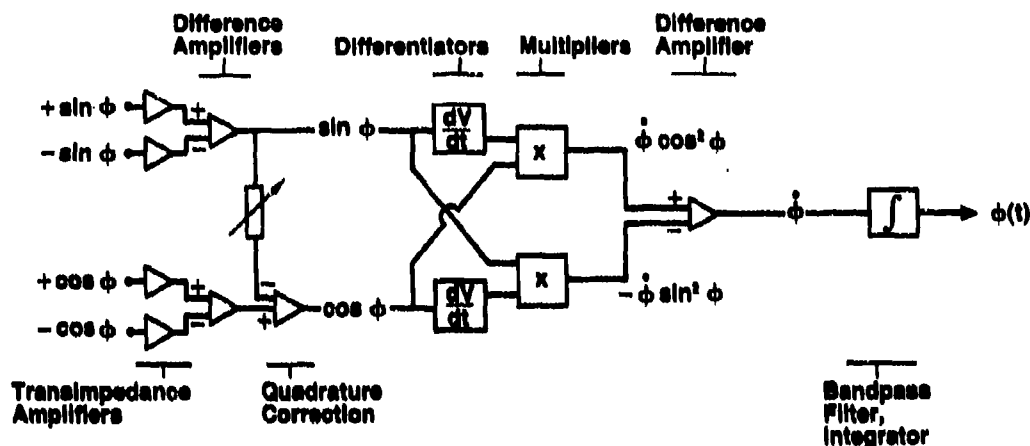 Difference
Amplifiers
Differentiators
Multipliers
Difference
Amplifier
+ sin ϕ
+
− sin ϕ
−
sin ϕ
dV
dt
X
ϕ̇ cos² ϕ
+
−
ϕ̇
∫
ϕ(t)
+ cos ϕ
+
− cos ϕ
−
−
+
cos ϕ
dV
dt
X
− ϕ̇ sin² ϕ
Transimpedance
Amplifiers
Quadrature
Correction
Bandpass
Filter,
Integrator